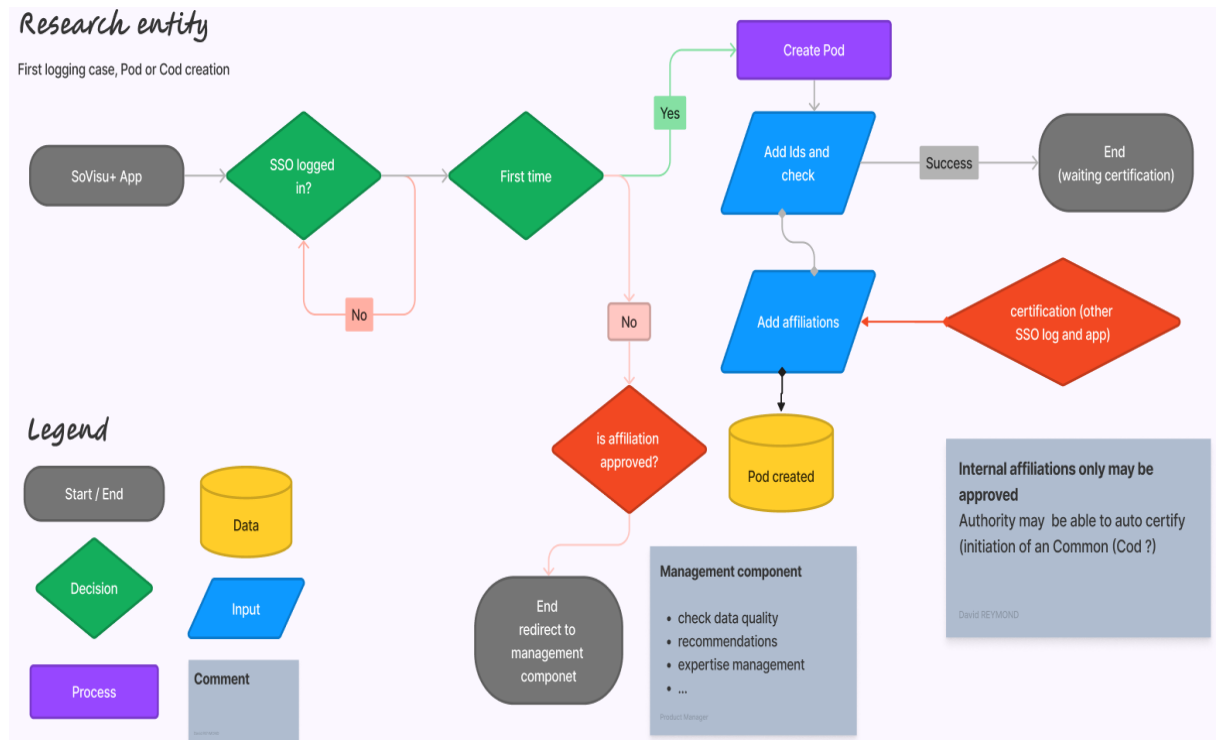 Research entity
First logging case, Pod or Cod creation
SoVisu+ App
SSO logged
in?
No
First time
Yes
No
Create Pod
Add Ids and
check
Success
End
(waiting certification)
Add affiliations
certification (other
SSO log and app)
Pod created
is affiliation
approved?
End
redirect to
management
componet
Management component
check data quality
recommendations
expertise management
...
Product Manager
Internal affiliations only may be
approved
Authority may be able to auto certify
(initiation of an Common (Cod ?)
David REYMOND
Legend
Start / End
Data
Decision
Input
Process
Comment